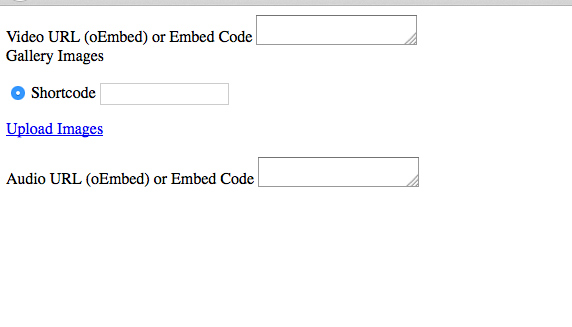 Video URL (oEmbed) or Embed Code
Gallery Images
Shortcode
Upload Images
Audio URL (oEmbed) or Embed Code